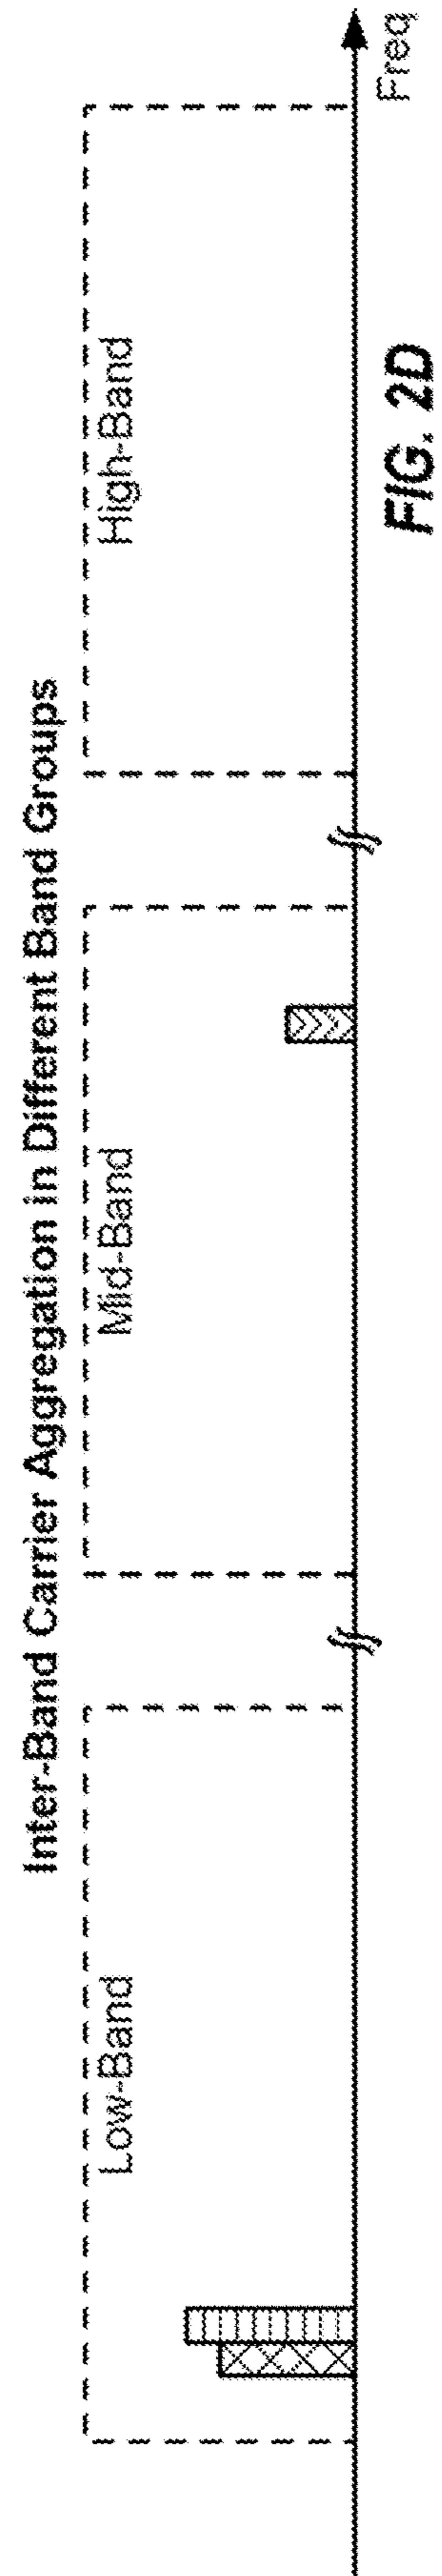 Inter-Band Carrier Aggregation in Different Band Groups
Low-Band
Mid-Band
High-Band
Freq
FIG. 2D